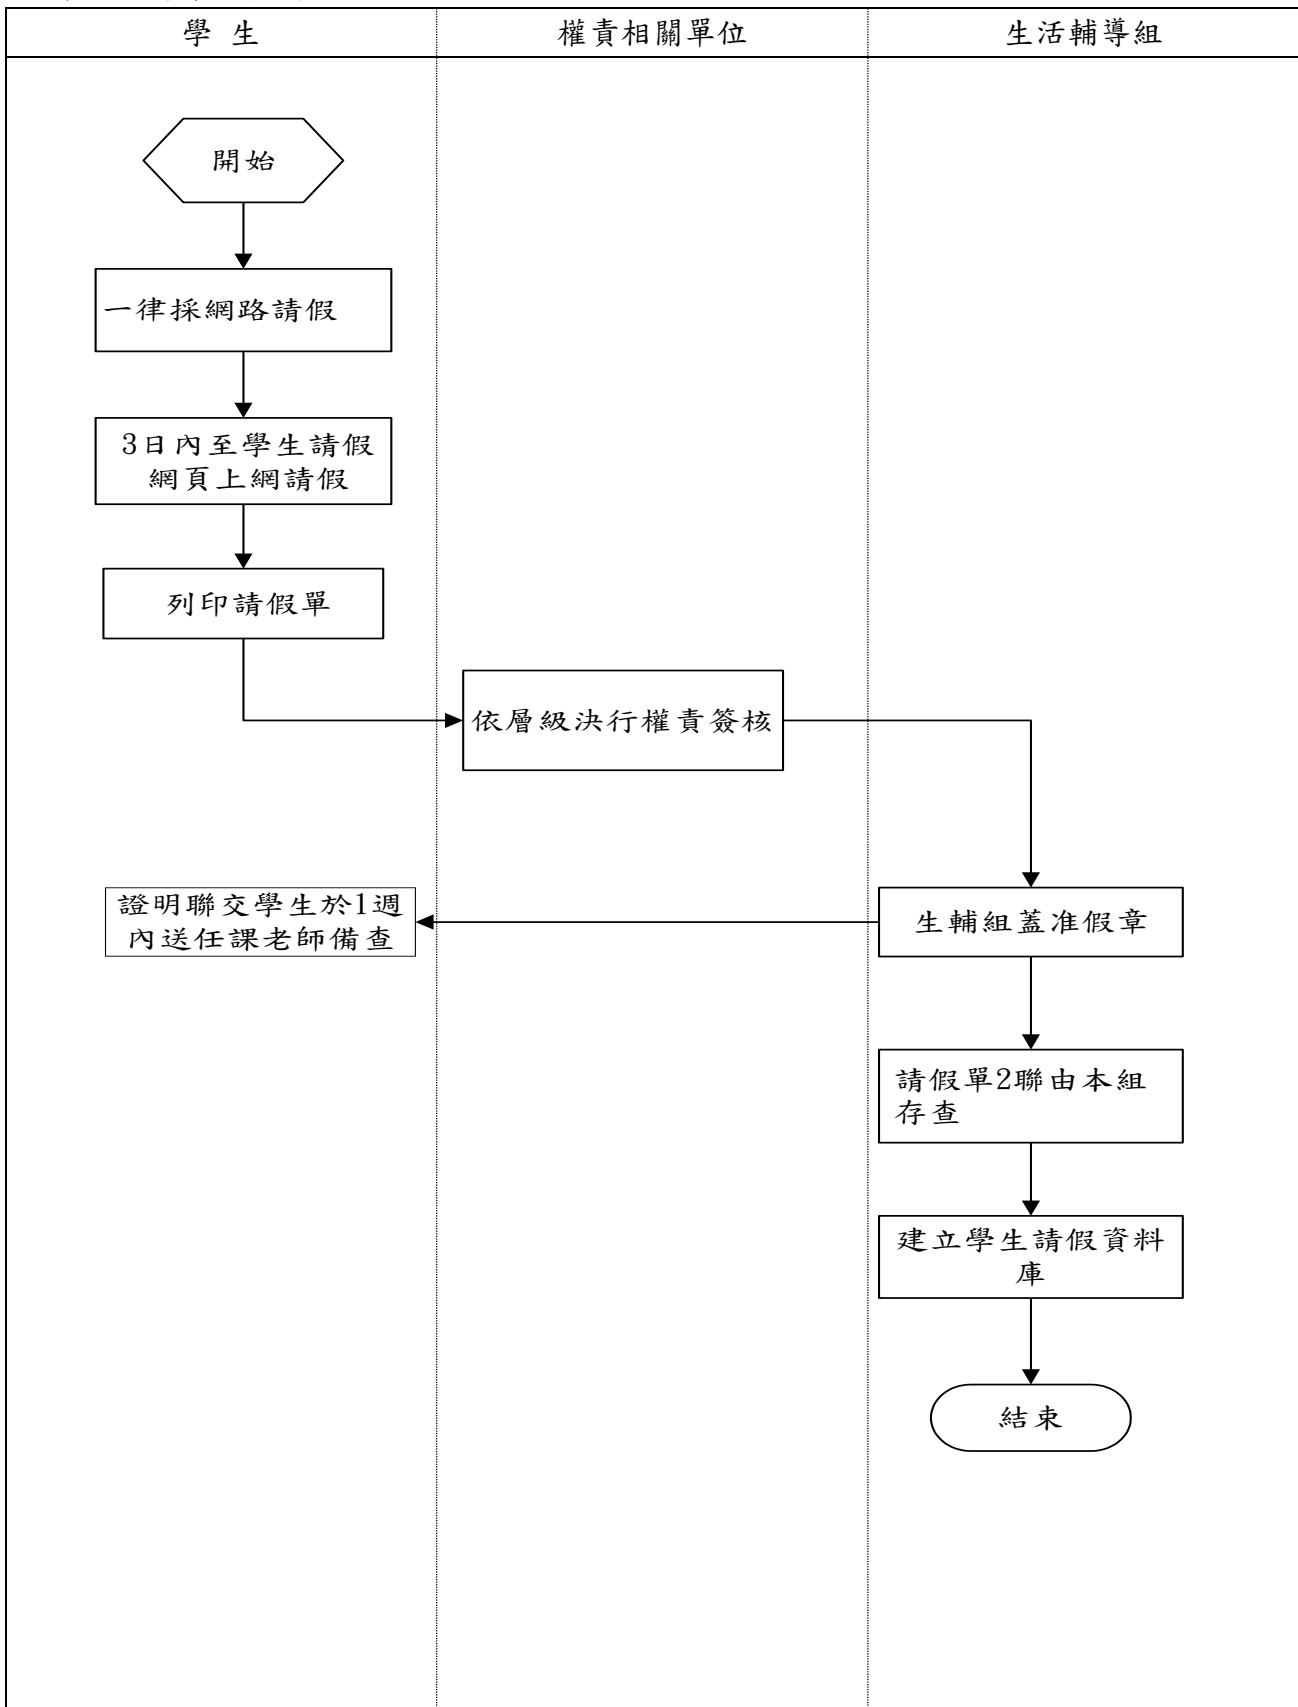 學 生
權責相關單位
生活輔導組
開始
一律採網路請假
3日內至學生請假
網頁上網請假
列印請假單
依層級決行權責簽核
生輔組蓋准假章
證明聯交學生於1週
內送任課老師備查
請假單2聯由本組
存查
建立學生請假資料
庫
結束